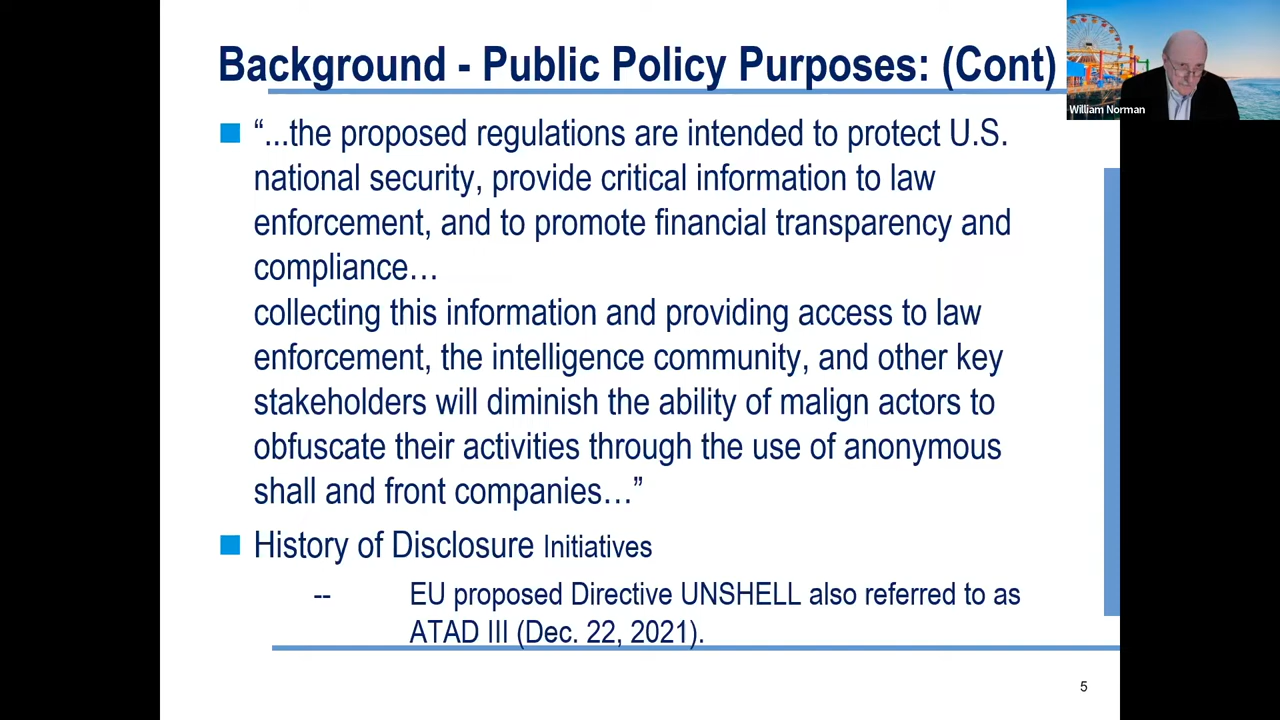 Background - Public Policy Purposes: (Cont)
William Norman
“...the proposed regulations are intended to protect U.S.
national security, provide critical information to law
enforcement, and to promote financial transparency and
compliance…
collecting this information and providing access to law
enforcement, the intelligence community, and other key
stakeholders will diminish the ability of malign actors to
obfuscate their activities through the use of anonymous
shall and front companies…”
History of Disclosure Initiatives
-- EU proposed Directive UNSHELL also referred to as
ATAD III (Dec. 22, 2021).
5